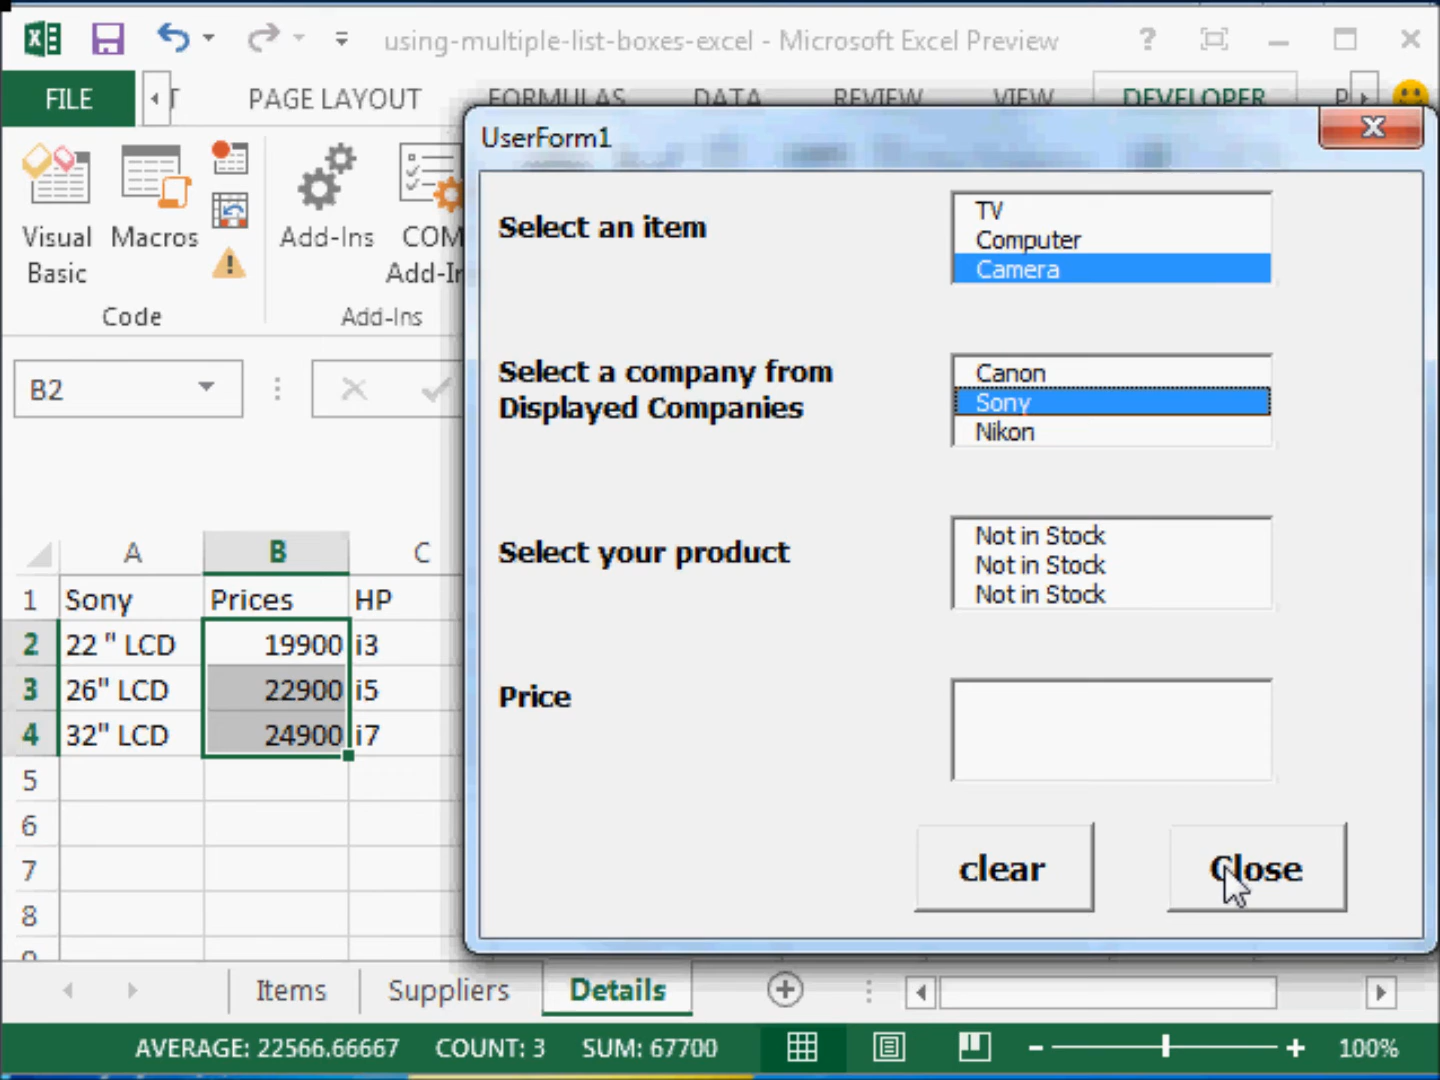 using-multiple-list-boxes-excel - Microsoft Excel Preview
?
FILE
PAGE LAYOUT
FORMULAS
DATA
REVIEW
VIEW
DEVELOPER
UserForm1
Visual
Basic
Macros
Add-Ins
COM
Code
Add-Ins
Select an item
TV
Computer
Camera
Select a company from
Displayed Companies
Canon
Sony
Nikon
Select your product
Not in Stock
Not in Stock
Not in Stock
Price
clear
Close
B2
A B C
1 Sony Prices HP
2 22 " LCD 19900 i3
3 26" LCD 22900 i5
4 32" LCD 24900 i7
5
6
7
8
Items
Suppliers
Details
AVERAGE: 22566.66667 COUNT: 3 SUM: 67700
100%